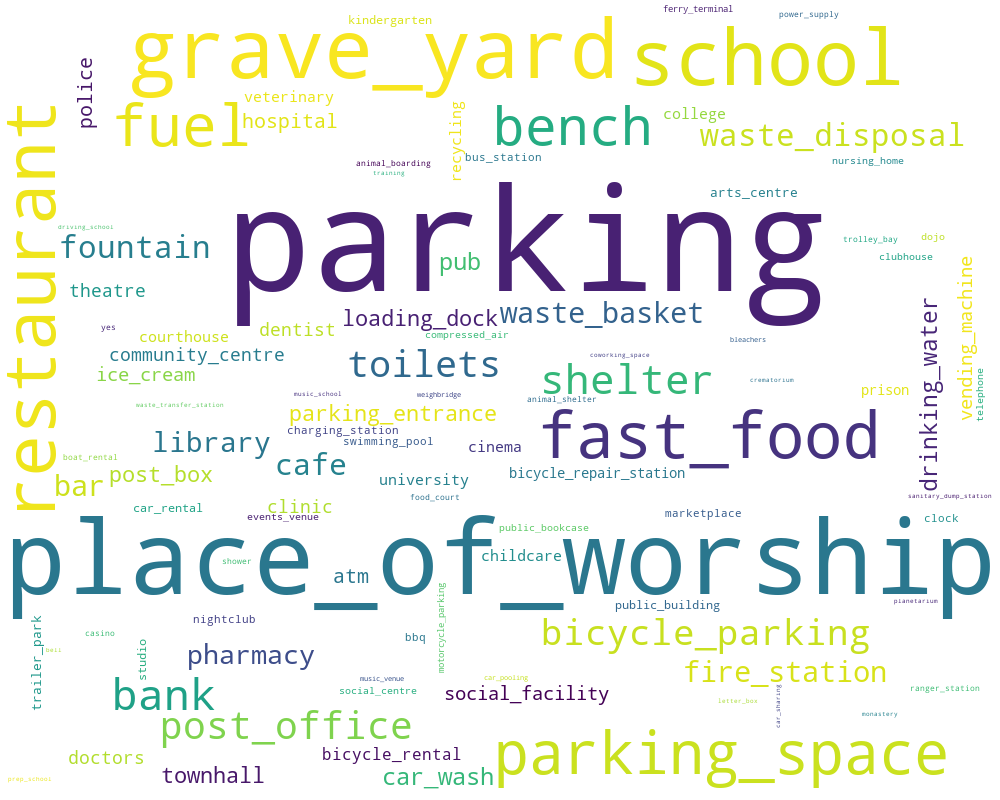 ferry_terminal
power_supply
kindergarten
grave_yard
school
police
veterinary
fuel
hospital
recycling
bench
college
waste_disposal
restaurant
animal_boarding
bus_station
nursing_home
training
parking
arts_centre
driving_school
fountain
pub
trolley_bay
dojo
clubhouse
theatre
loading_dock
waste_basket
vending_machine
drinking_water
yes
courthouse
dentist
compressed_air
bleachers
community_centre
toilets
coworking_space
ice_cream
shelter
crematorium
prison
telephone
music_school
weighbridge
animal_shelter
waste_transfer_station
parking_entrance
charging_station
fast_food
library
swimming_pool
cinema
boat_rental
cafe
bicycle_repair_station
bar
post_box
university
food_court
sanitary_dump_station
car_rental
clinic
events_venue
marketplace
clock
public_bookcase
place_of_worship
shower
childcare
atm
motorcycle_parking
public_building
planetarium
trailer_park
nightclub
casino
bbq
bicycle_parking
studio
pharmacy
fire_station
music_venue
car_pooling
bank
social_centre
social_facility
letter_box
car_sharing
ranger_station
monastery
post_office
parking_space
doctors
bicycle_rental
prep_school
townhall
car_wash